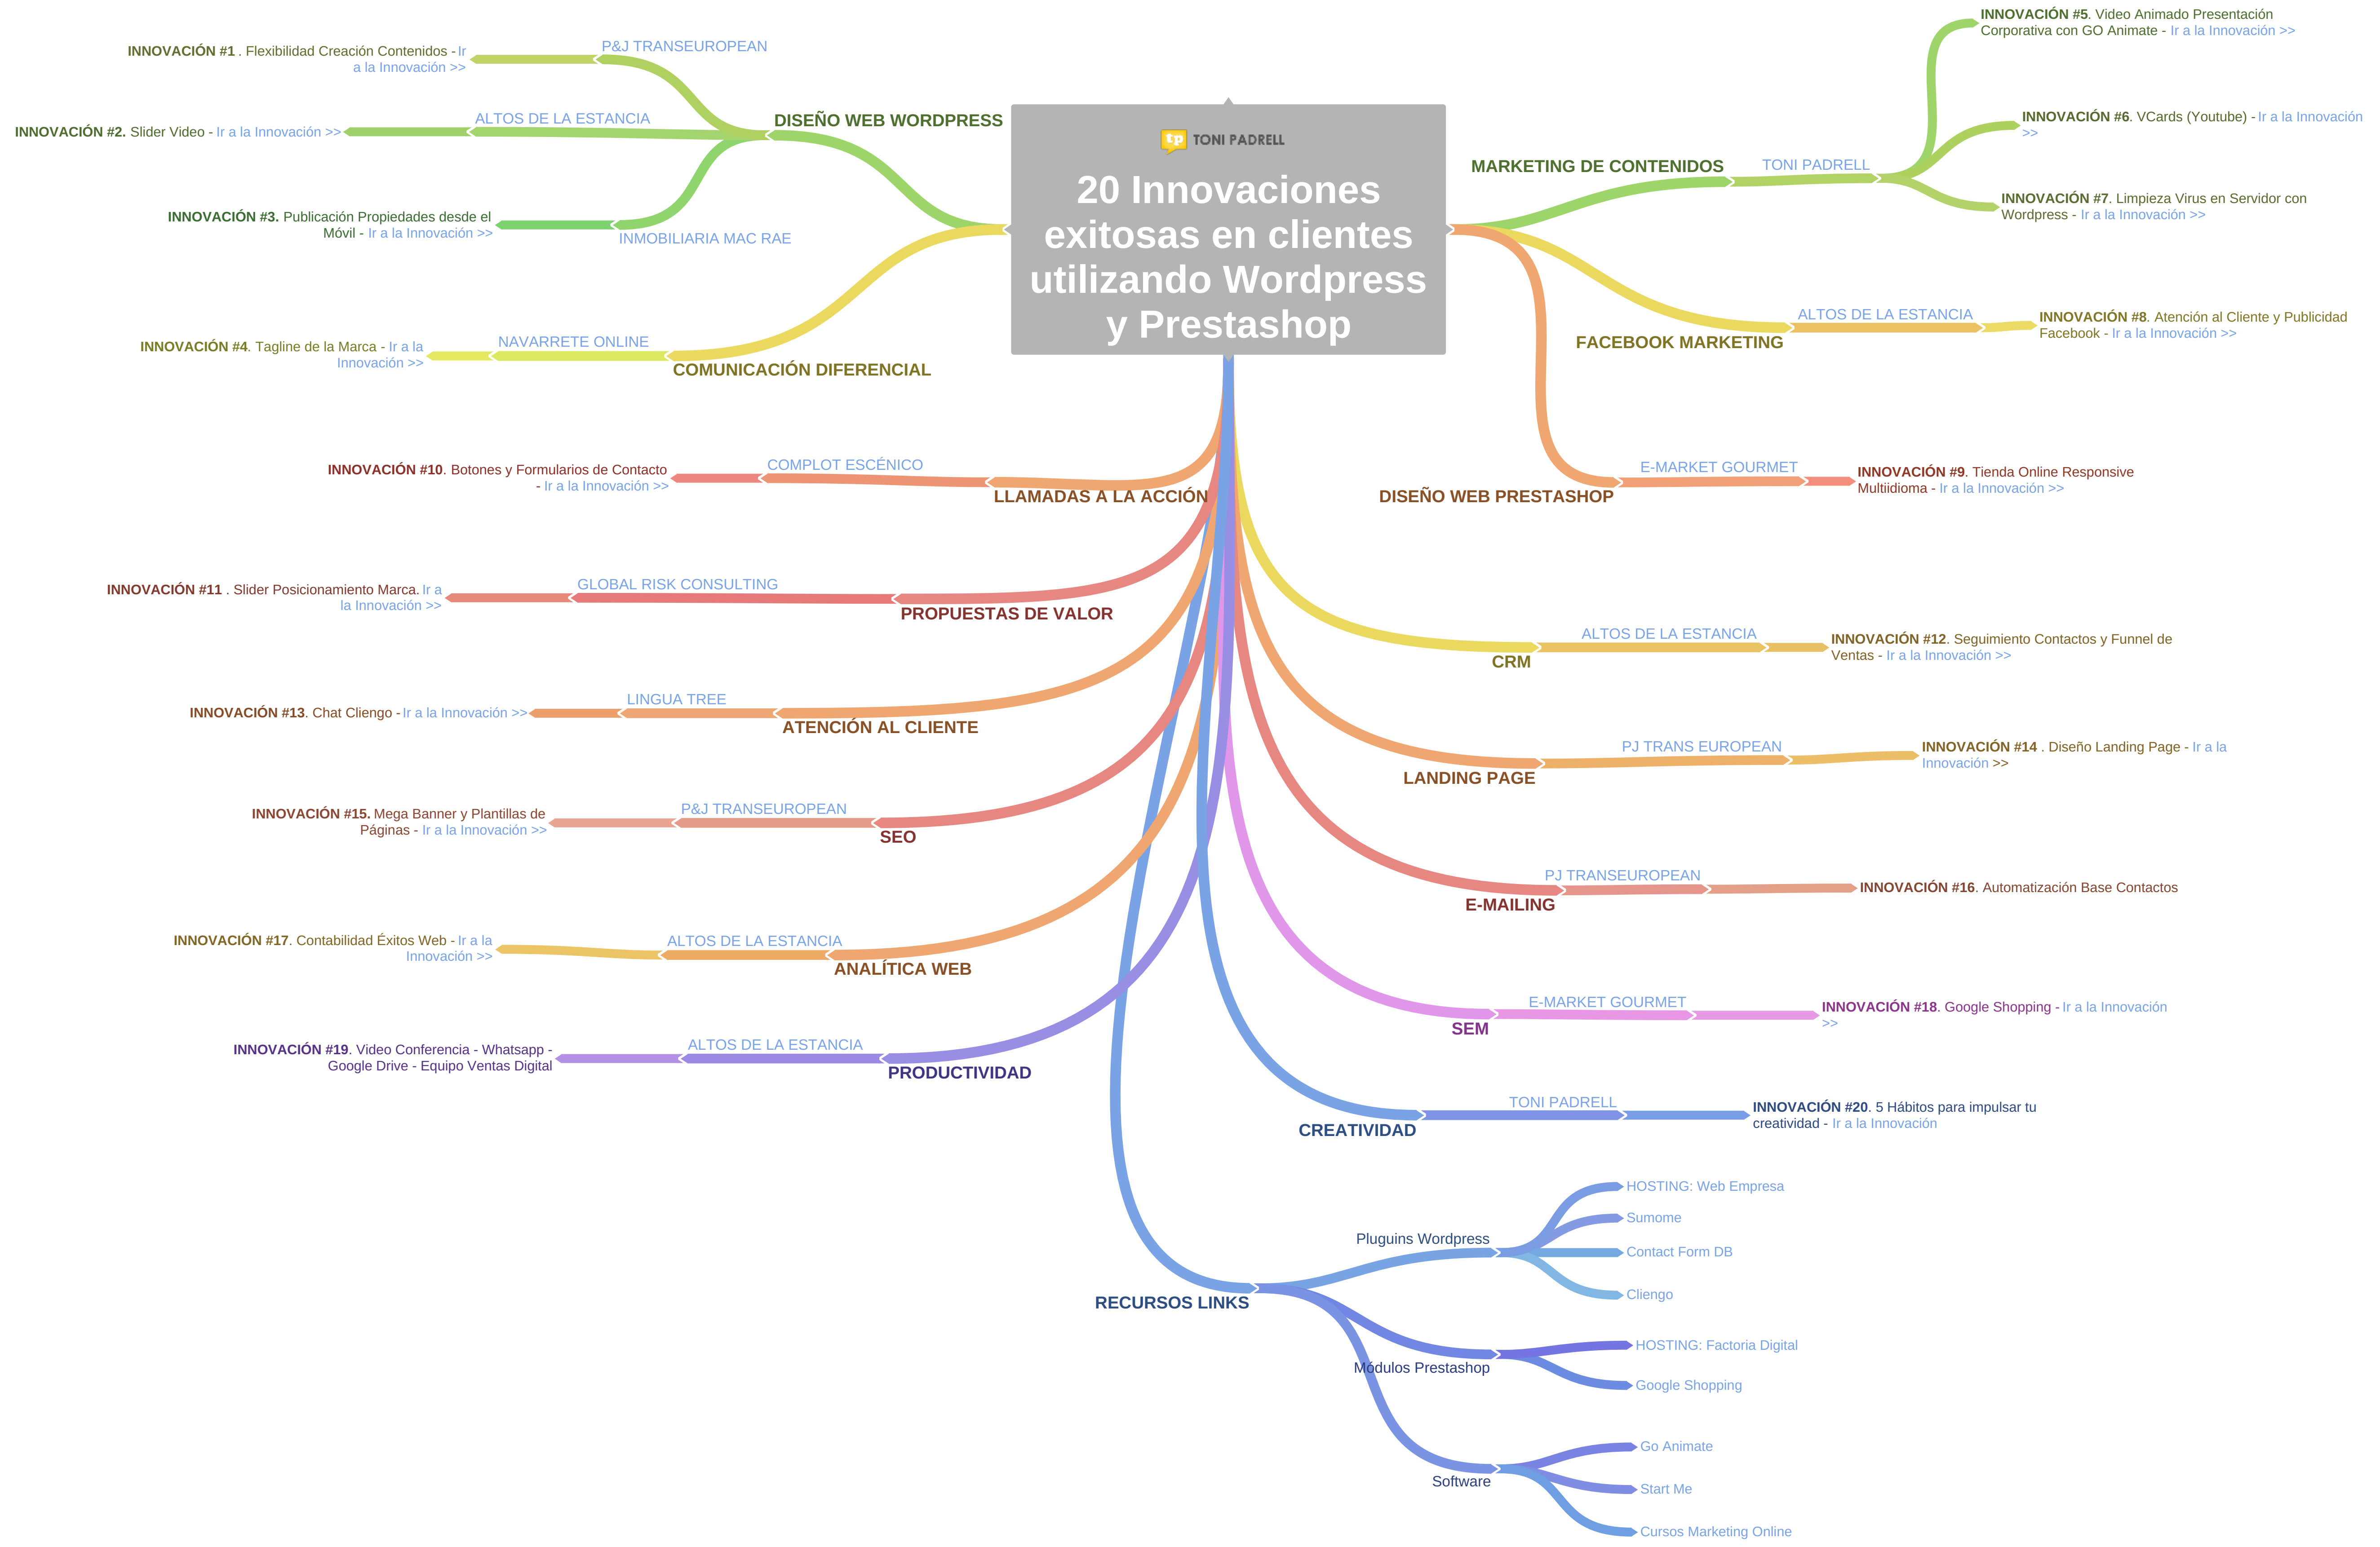 tp TONI PADRELL
20 Innovaciones
exitosas en clientes
utilizando Wordpress
y Prestashop
DISEÑO WEB WORDPRESS
P&J TRANSEUROPEAN
INNOVACIÓN #1 . Flexibilidad Creación Contenidos - Ir
a la Innovación >>
ALTOS DE LA ESTANCIA
INNOVACIÓN #2. Slider Video - Ir a la Innovación >>
INMOBILIARIA MAC RAE
INNOVACIÓN #3. Publicación Propiedades desde el
Móvil - Ir a la Innovación >>
COMUNICACIÓN DIFERENCIAL
NAVARRETE ONLINE
INNOVACIÓN #4. Tagline de la Marca - Ir a la
Innovación >>
MARKETING DE CONTENIDOS
TONI PADRELL
INNOVACIÓN #5. Video Animado Presentación
Corporativa con GO Animate - Ir a la Innovación >>
INNOVACIÓN #6. VCards (Youtube) - Ir a la Innovación
>>
INNOVACIÓN #7. Limpieza Virus en Servidor con
Wordpress - Ir a la Innovación >>
FACEBOOK MARKETING
ALTOS DE LA ESTANCIA
INNOVACIÓN #8. Atención al Cliente y Publicidad
Facebook - Ir a la Innovación >>
DISEÑO WEB PRESTASHOP
E-MARKET GOURMET
INNOVACIÓN #9. Tienda Online Responsive
Multiidioma - Ir a la Innovación >>
LLAMADAS A LA ACCIÓN
COMPLOT ESCÉNICO
INNOVACIÓN #10. Botones y Formularios de Contacto
- Ir a la Innovación >>
PROPUESTAS DE VALOR
GLOBAL RISK CONSULTING
INNOVACIÓN #11 . Slider Posicionamiento Marca. Ir a
la Innovación >>
CRM
ALTOS DE LA ESTANCIA
INNOVACIÓN #12. Seguimiento Contactos y Funnel de
Ventas - Ir a la Innovación >>
ATENCIÓN AL CLIENTE
LINGUA TREE
INNOVACIÓN #13. Chat Cliengo - Ir a la Innovación >>
LANDING PAGE
PJ TRANS EUROPEAN
INNOVACIÓN #14 . Diseño Landing Page - Ir a la
Innovación >>
SEO
P&J TRANSEUROPEAN
INNOVACIÓN #15. Mega Banner y Plantillas de
Páginas - Ir a la Innovación >>
E-MAILING
PJ TRANSEUROPEAN
INNOVACIÓN #16. Automatización Base Contactos
ANALÍTICA WEB
ALTOS DE LA ESTANCIA
INNOVACIÓN #17. Contabilidad Éxitos Web - Ir a la
Innovación >>
SEM
E-MARKET GOURMET
INNOVACIÓN #18. Google Shopping - Ir a la Innovación
>>
PRODUCTIVIDAD
ALTOS DE LA ESTANCIA
INNOVACIÓN #19. Video Conferencia - Whatsapp -
Google Drive - Equipo Ventas Digital
CREATIVIDAD
TONI PADRELL
INNOVACIÓN #20. 5 Hábitos para impulsar tu
creatividad - Ir a la Innovación
RECURSOS LINKS
Pluguins Wordpress
HOSTING: Web Empresa
Sumome
Contact Form DB
Cliengo
Módulos Prestashop
HOSTING: Factoria Digital
Google Shopping
Software
Go Animate
Start Me
Cursos Marketing Online